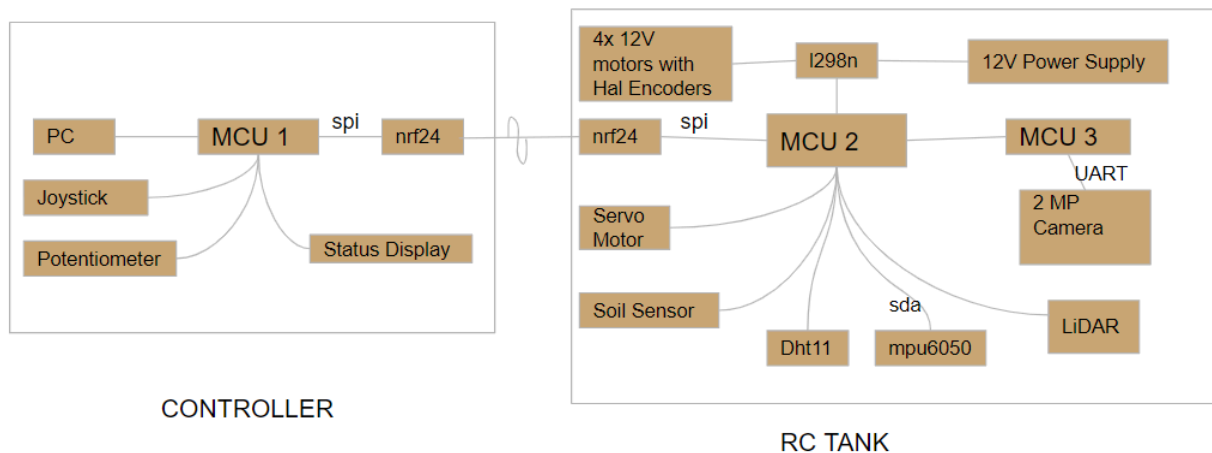 PC
MCU 1
spi
nrf24
Joystick
Potentiometer
Status Display
CONTROLLER
4x 12V
motors with
Hal Encoders
l298n
12V Power Supply
nrf24
spi
MCU 2
MCU 3
UART
2 MP
Camera
Servo
Motor
Soil Sensor
Dht11
sda
mpu6050
LiDAR
RC TANK